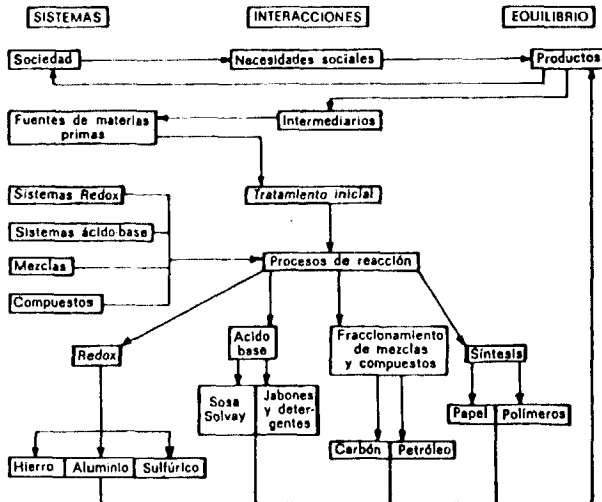 SISTEMAS
INTERACCIONES
EQUILIBRIO
Sociedad
Necesidades sociales
Productos
Fuentes de materias
primas
Intermediarios
Sistemas Redox
Tratamiento inicial
Sistemas ácido-base
Mezclas
Procesos de reacción
Compuestos
Redox
Acido
base
Fraccionamiento
de mezclas
y compuestos
Síntesis
Sosa
Solvay
Jabones
y deter-
gentes
Papel
Polímeros
Carbón
Petróleo
Hierro
Aluminio
Sulfúrico